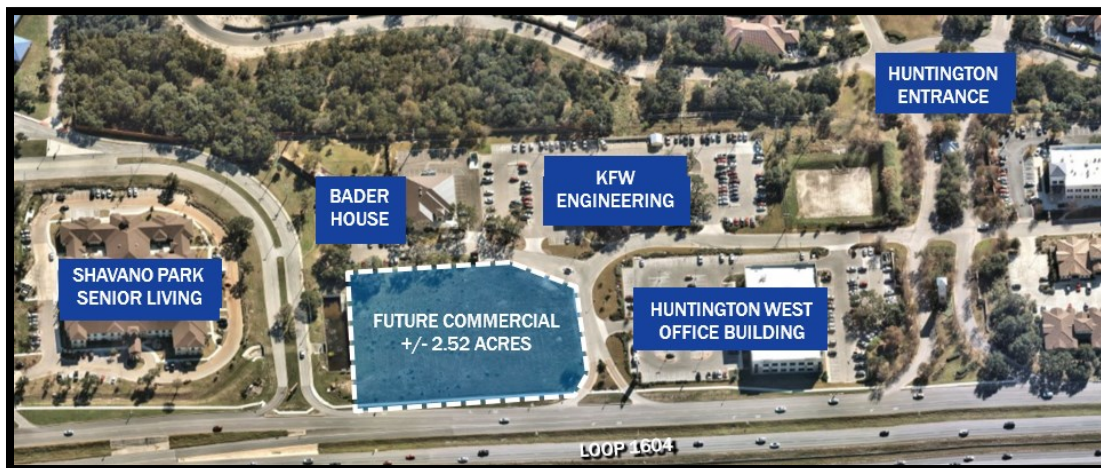 HUNTINGTON
ENTRANCE
KFW
ENGINEERING
BADER
HOUSE
SHAVANO PARK
SENIOR LIVING
FUTURE COMMERCIAL
+/- 2.52 ACRES
HUNTINGTON WEST
OFFICE BUILDING
LOOP 1604